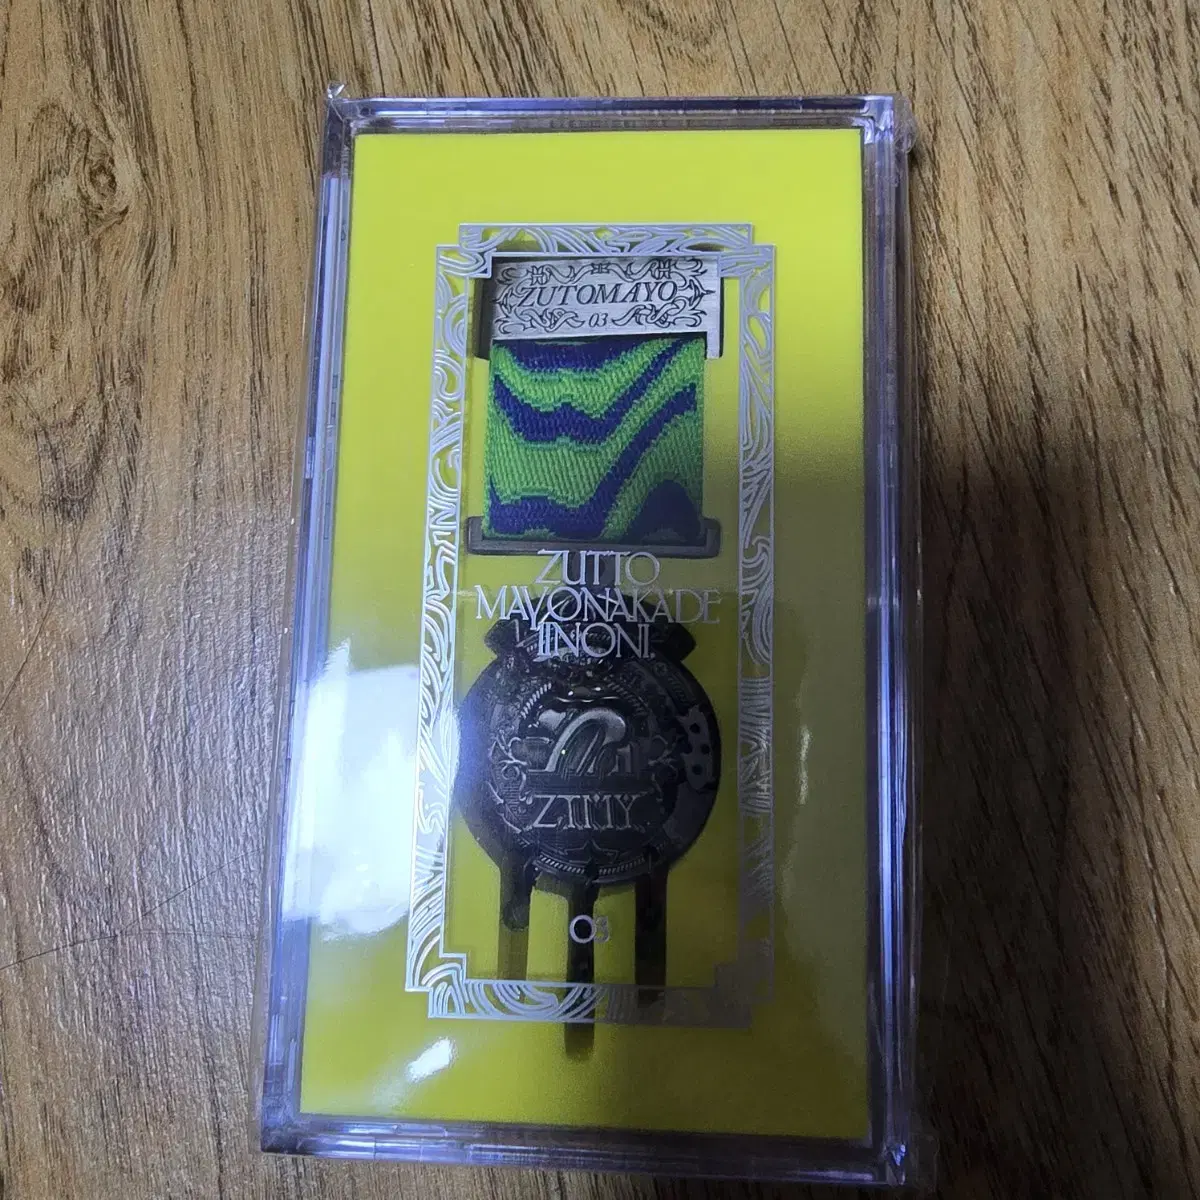 ZUTOMAYO
03
ZUTTO
MAYONAKADE
IINONI.
ZTMY
03